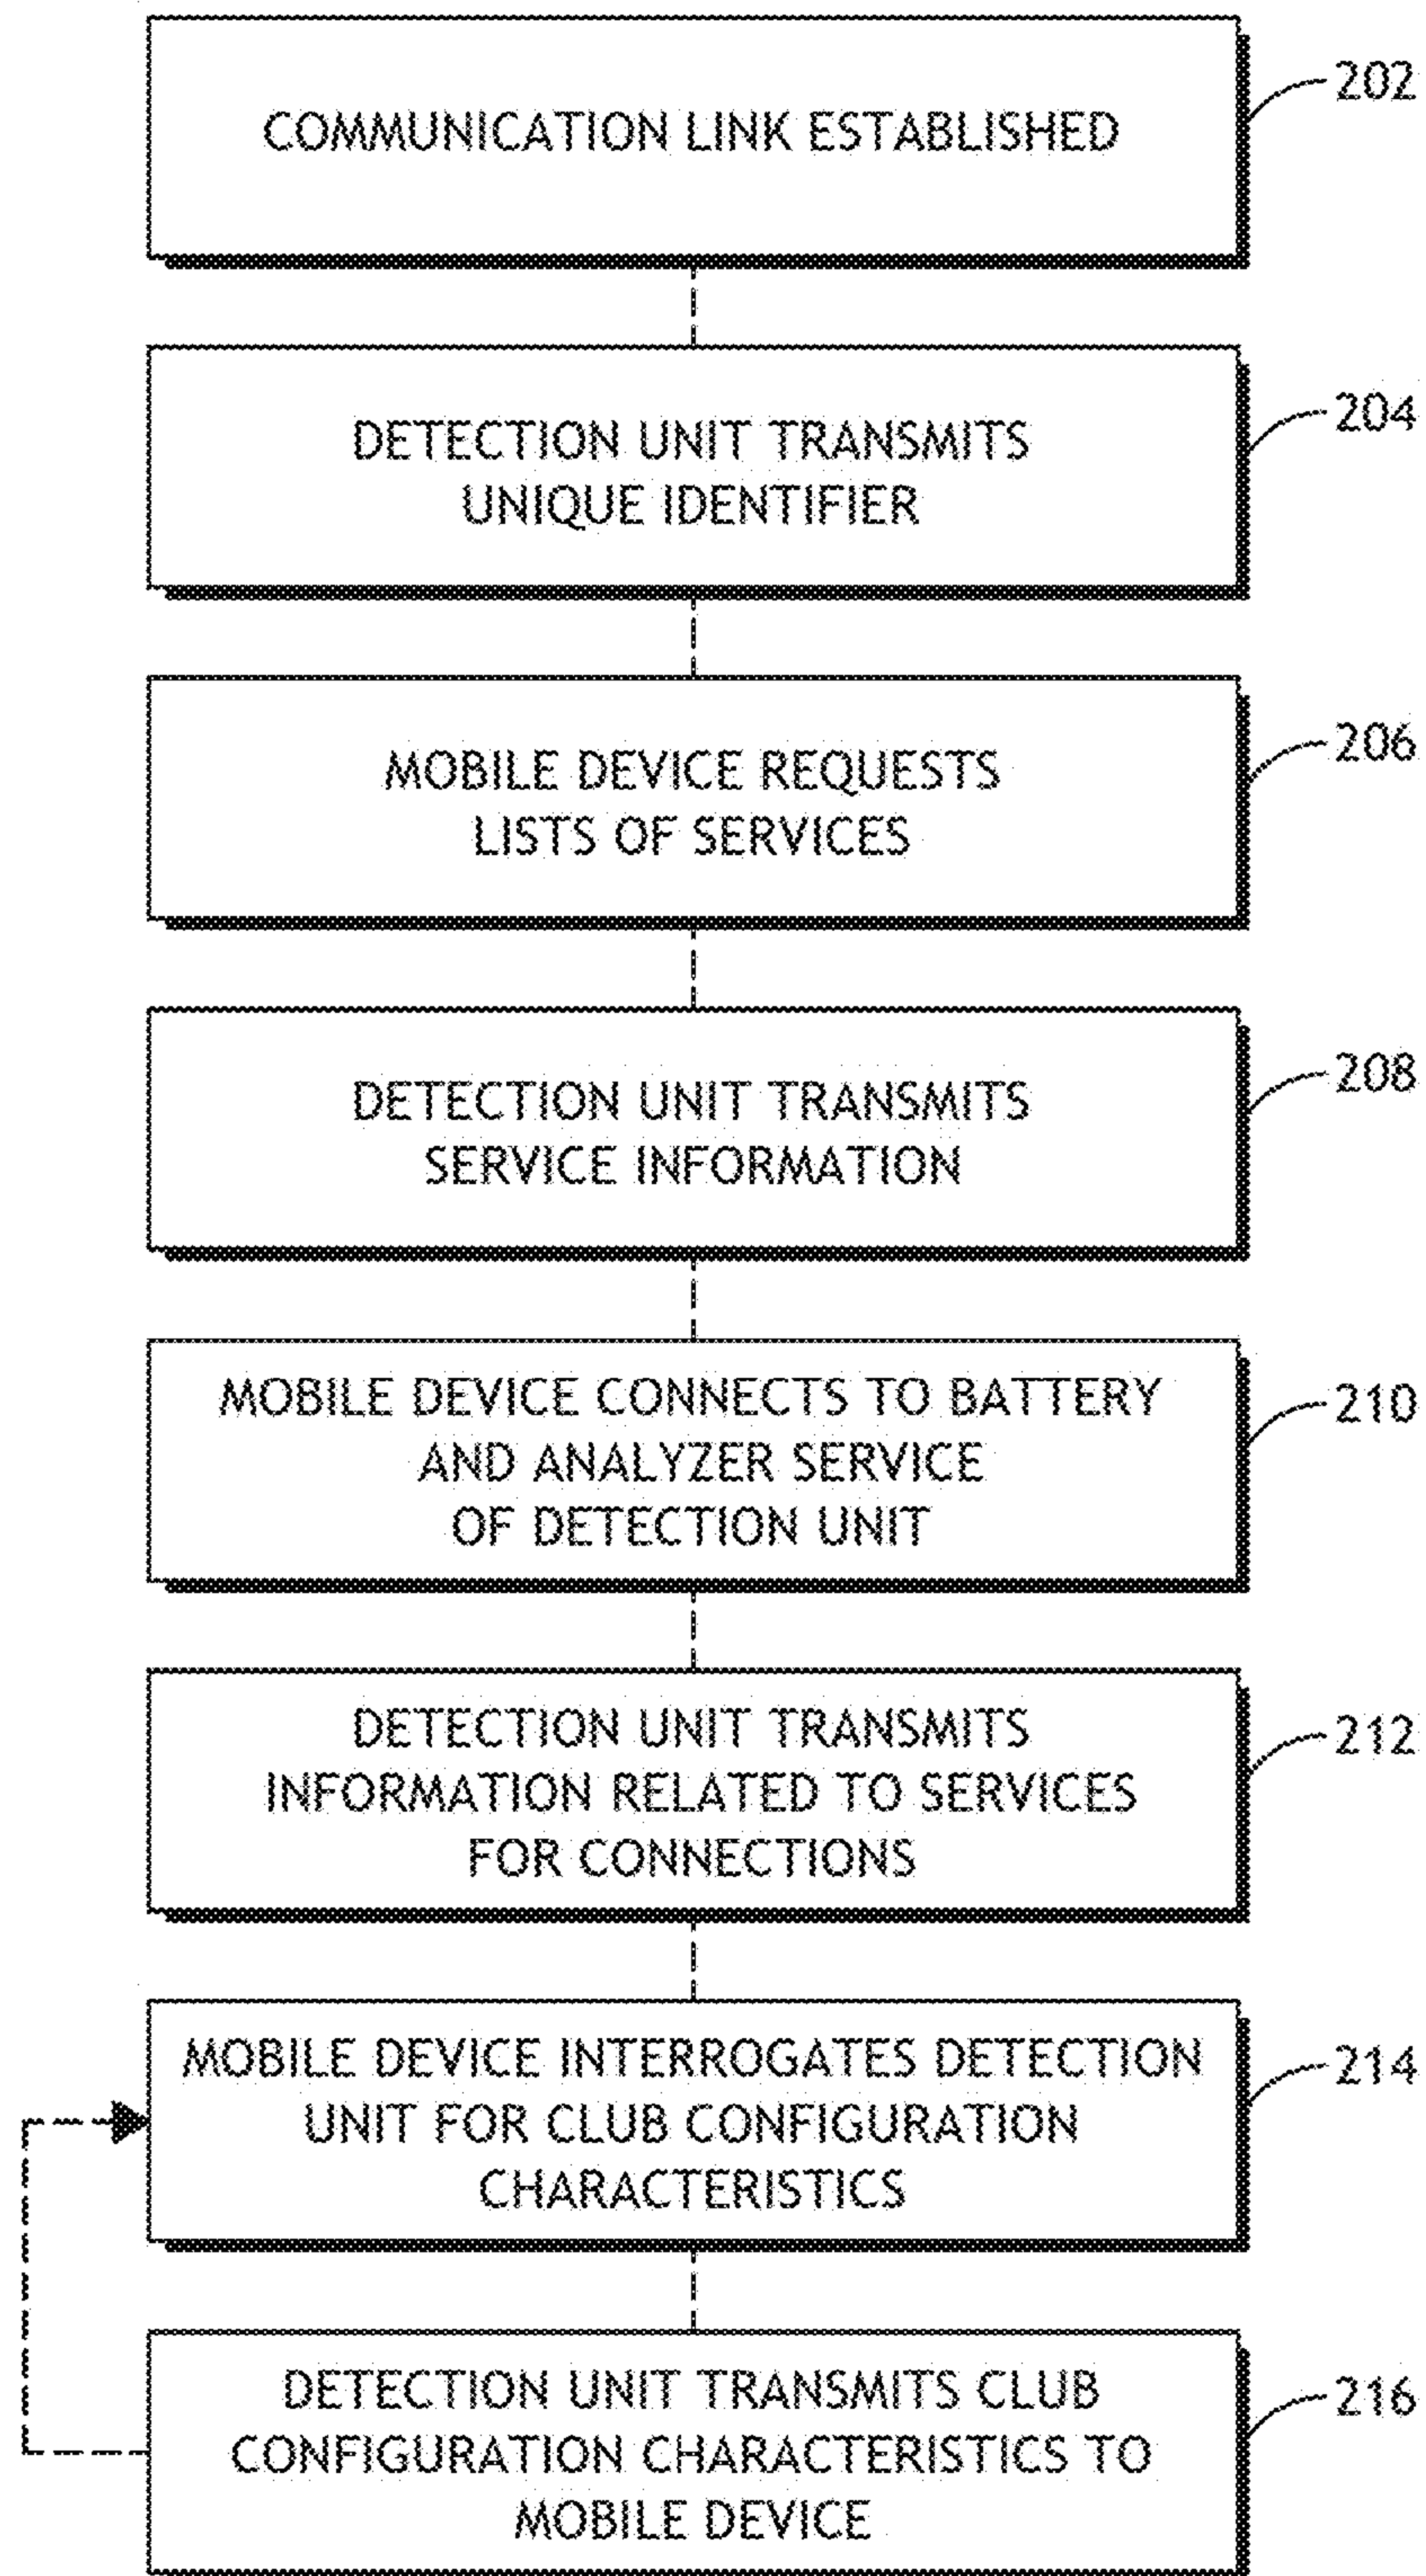 COMMUNICATION LINK ESTABLISHED
202
DETECTION UNIT TRANSMITS
UNIQUE IDENTIFIER
204
MOBILE DEVICE REQUESTS
LISTS OF SERVICES
206
DETECTION UNIT TRANSMITS
SERVICE INFORMATION
208
MOBILE DEVICE CONNECTS TO BATTERY
AND ANALYZER SERVICE
OF DETECTION UNIT
210
DETECTION UNIT TRANSMITS
INFORMATION RELATED TO SERVICES
FOR CONNECTIONS
212
MOBILE DEVICE INTERROGATES DETECTION
UNIT FOR CLUB CONFIGURATION
CHARACTERISTICS
214
DETECTION UNIT TRANSMITS CLUB
CONFIGURATION CHARACTERISTICS TO
MOBILE DEVICE
216